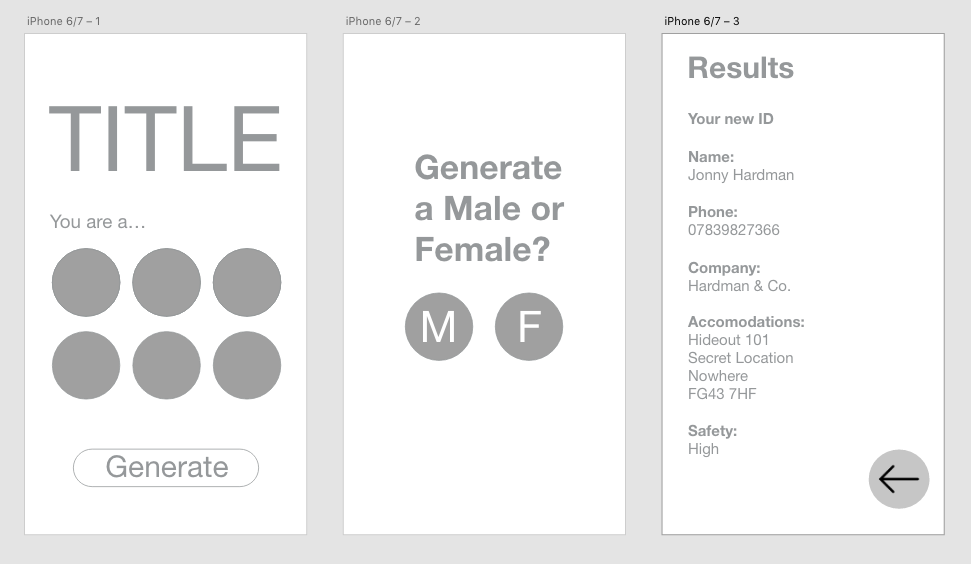 iPhone 6/7 – 1
TITLE
You are a...
Generate
iPhone 6/7 – 2
Generate
a Male or
Female?
M F
iPhone 6/7 – 3
Results
Your new ID
Name:
Jonny Hardman
Phone:
07839827366
Company:
Hardman & Co.
Accomodations:
Hideout 101
Secret Location
Nowhere
FG43 7HF
Safety:
High